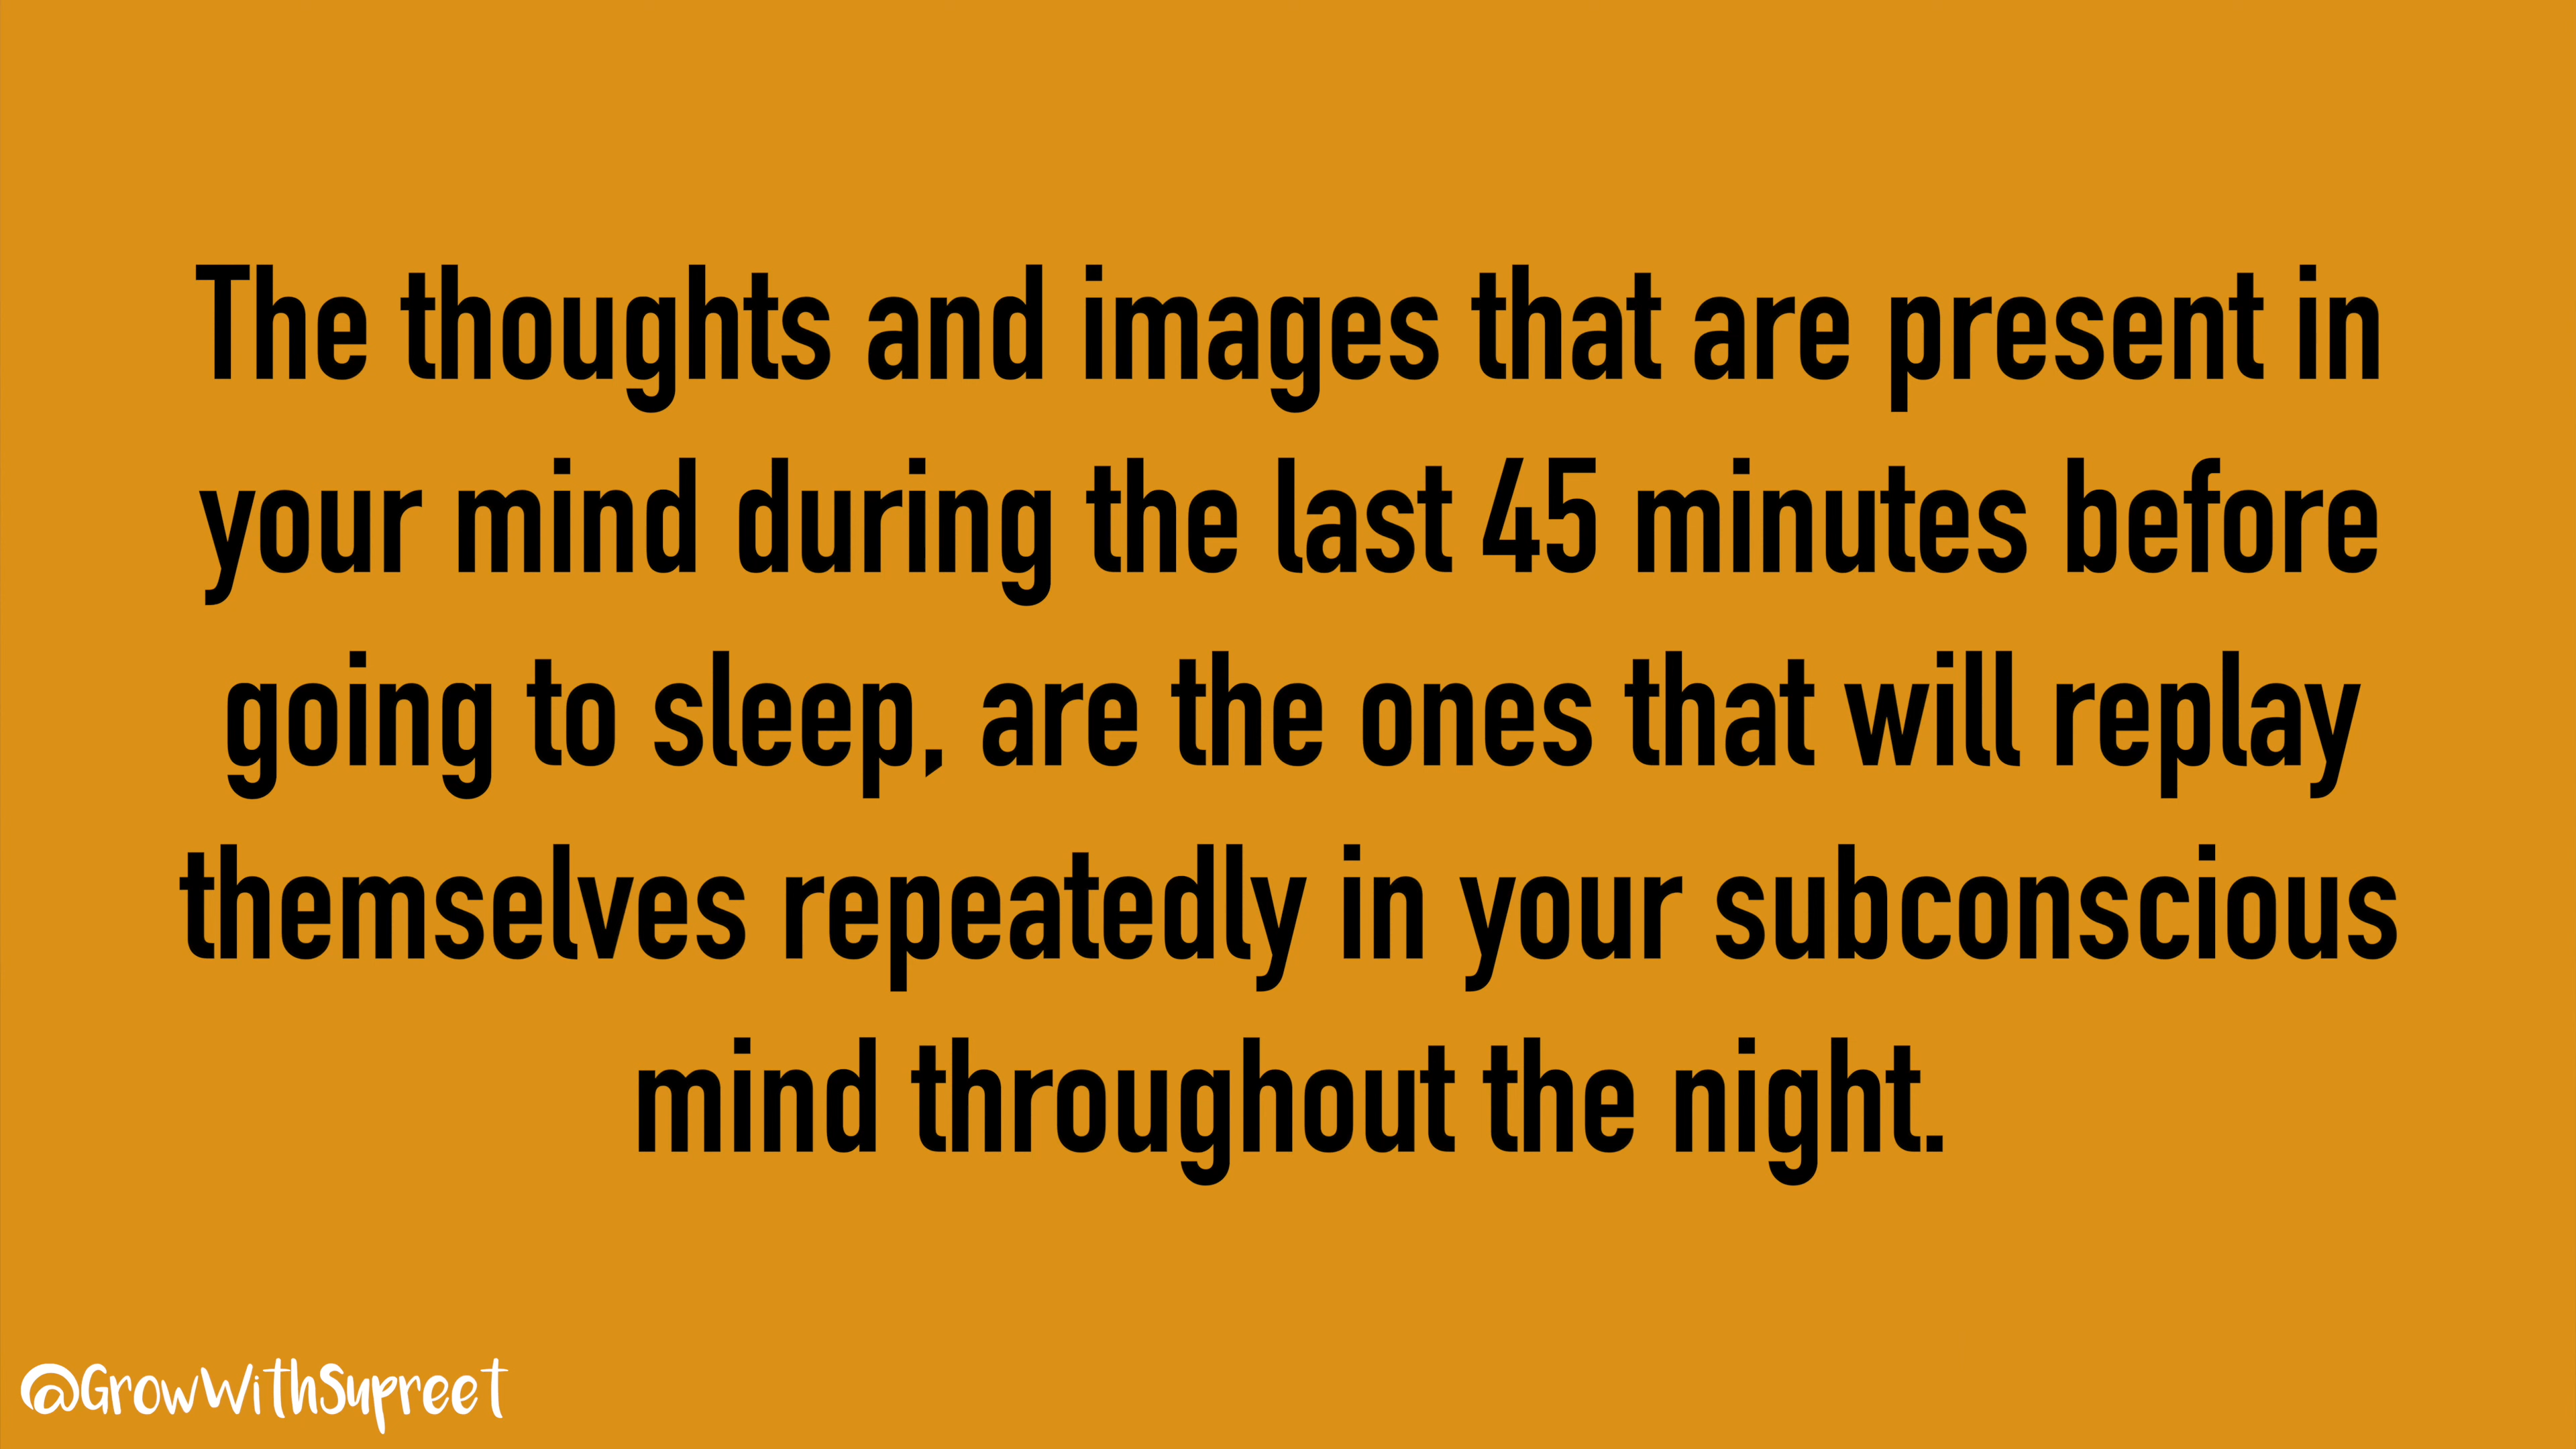 The thoughts and images that are present in
your mind during the last 45 minutes before
going to sleep, are the ones that will replay
themselves repeatedly in your subconscious
mind throughout the night.
@GrowWithSupreet